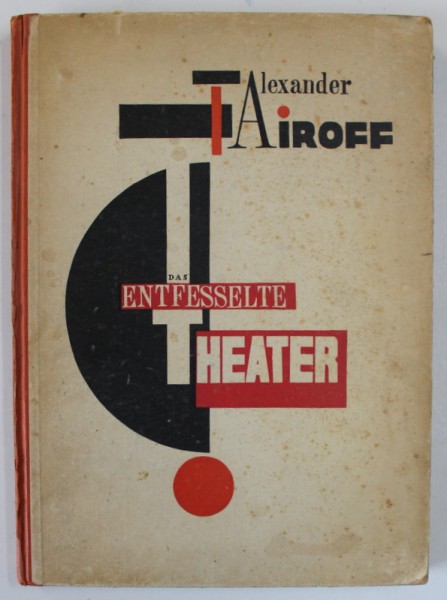 Alexander
TAiROFF
DAS
ENTFESSELTE
THEATER